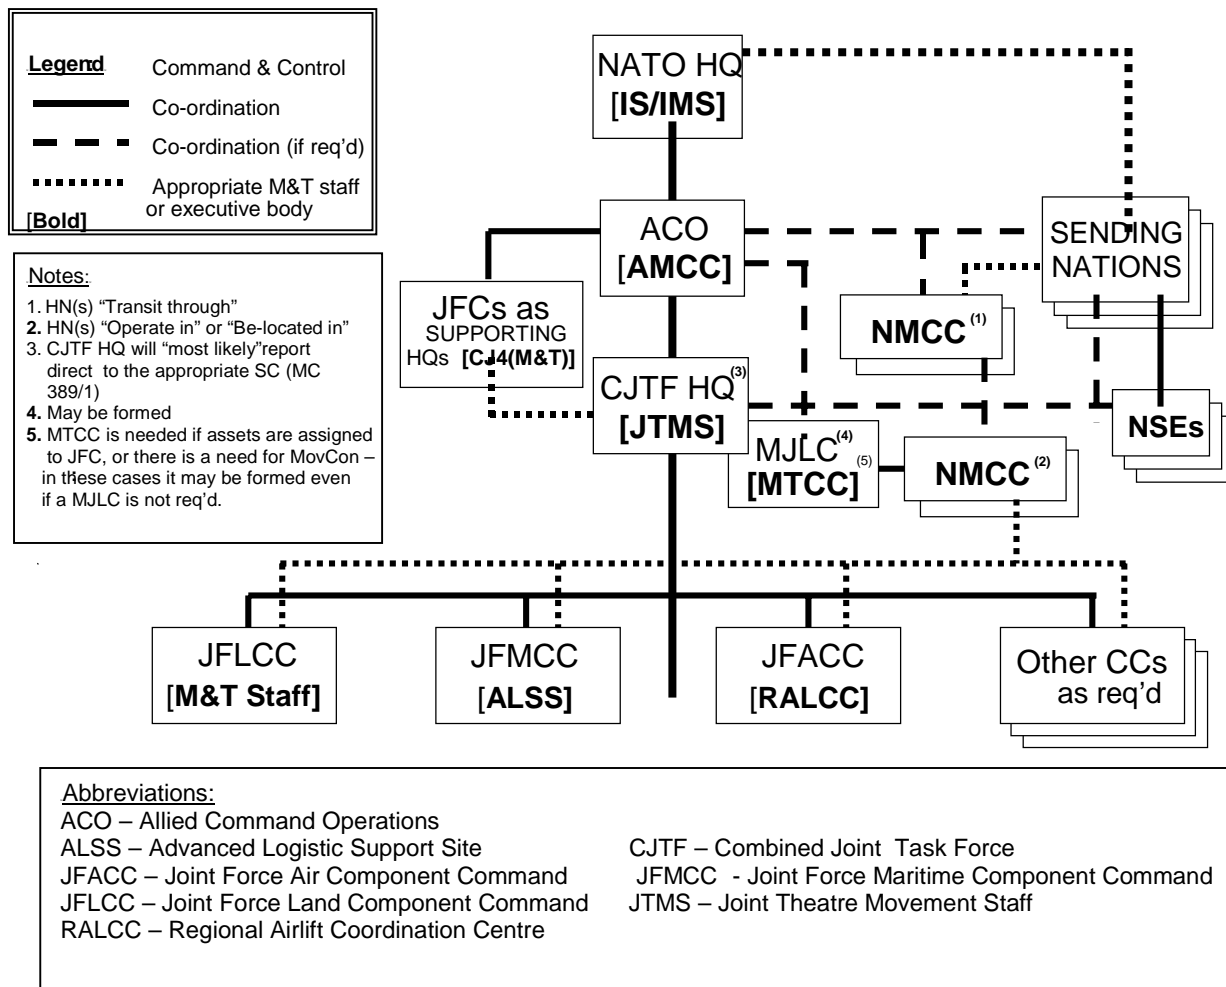 Legend Command & Control
Co-ordination
Co-ordination (if req'd)
Appropriate M&T staff
or executive body
[Bold]
Notes:
1. HN(s) “Transit through”
2. HN(s) “Operate in” or “Be-located in”
3. CJTF HQ will “most likely”report
direct to the appropriate SC (MC
389/1)
4. May be formed
5. MTCC is needed if assets are assigned
to JFC, or there is a need for MovCon –
in these cases it may be formed even
if a MJLC is not req’d.
NATO HQ
[IS/IMS]
ACO
[AMCC]
SENDING
NATIONS
JFCs as
SUPPORTING
HQs [CJ4(M&T)]
NMCC (1)
CJTF HQ (3)
[JTMS]
NSEs
MJLC (4)
[MTCC] (5)
NMCC (2)
JFLCC
[M&T Staff]
JFMCC
[ALSS]
JFACC
[RALCC]
Other CCs
as req’d
Abbreviations:
ACO – Allied Command Operations
ALSS – Advanced Logistic Support Site CJTF – Combined Joint Task Force
JFACC – Joint Force Air Component Command JFMCC - Joint Force Maritime Component Command
JFLCC – Joint Force Land Component Command JTMS – Joint Theatre Movement Staff
RALCC – Regional Airlift Coordination Centre